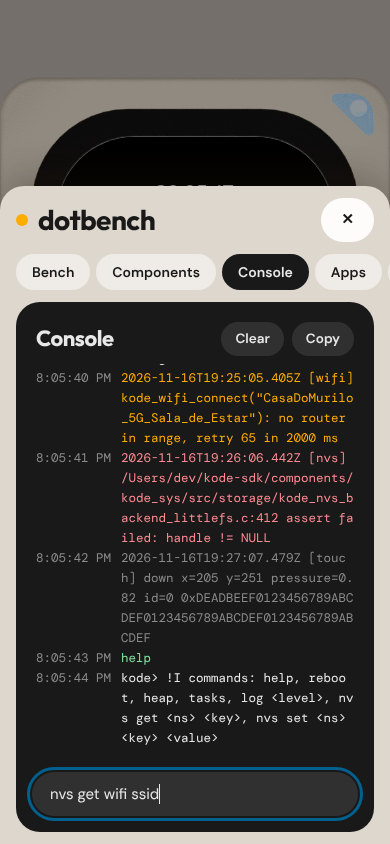 dotbench
×
Bench Components Console Apps
Console Clear Copy
8:05:40 PM 2026-11-16T19:25:05.405Z [wifi]
kode_wifi_connect("CasaDoMurilo
_5G_Sala_de_Estar"): no router
in range, retry 65 in 2000 ms
8:05:41 PM 2026-11-16T19:26:06.442Z [nvs]
/Users/dev/kode-sdk/components/
kode_sys/src/storage/kode_nvs_b
ackend_littlefs.c:412 assert fa
iled: handle != NULL
8:05:42 PM 2026-11-16T19:27:07.479Z [touc
h] down x=205 y=251 pressure=0.
82 id=0 0xDEADBEEF0123456789ABC
DEF0123456789ABCDEF0123456789AB
CDEF
8:05:43 PM help
8:05:44 PM kode> !I commands: help, reboo
t, heap, tasks, log <level>, nv
s get <ns> <key>, nvs set <ns>
<key> <value>
nvs get wifi ssid